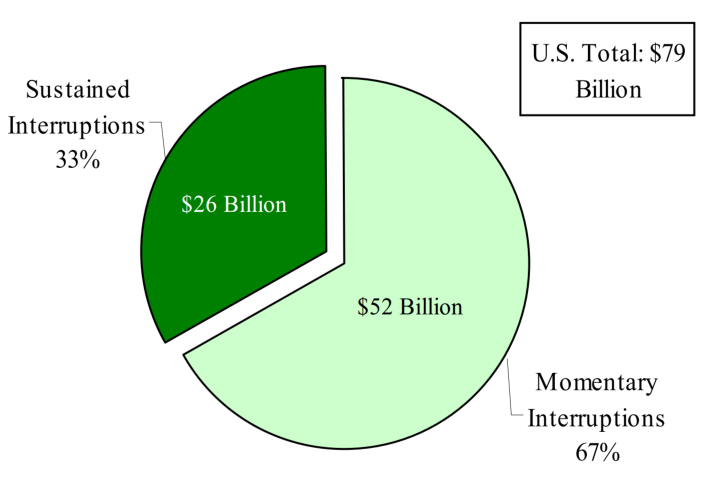 U.S. Total: $79
Billion
Sustained
Interruptions
33%
$26 Billion
$52 Billion
Momentary
Interruptions
67%